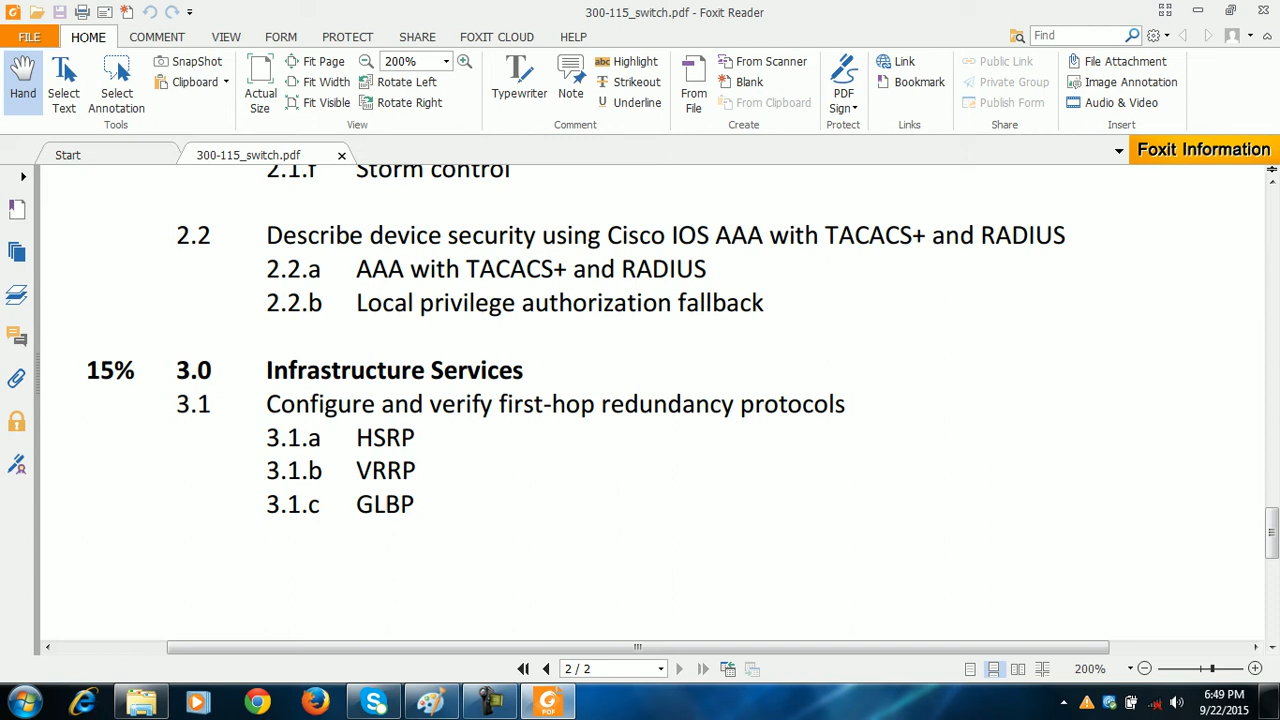 300-115_switch.pdf - Foxit Reader
FILE HOME COMMENT VIEW FORM PROTECT SHARE FOXIT CLOUD HELP Find
Hand
Select Text
Select Annotation
SnapShot
Clipboard
Tools
Actual Size
Fit Page
Fit Width
Fit Visible
200%
Rotate Left
Rotate Right
View
Typewriter
Note
abc Highlight
Strikeout
U Underline
Comment
From File
From Scanner
Blank
From Clipboard
Create
PDF Sign
Protect
Link
Bookmark
Links
Public Link
Private Group
Publish Form
Share
File Attachment
Image Annotation
Audio & Video
Insert
Start 300-115_switch.pdf Foxit Information
2.1.f Storm control
2.2 Describe device security using Cisco IOS AAA with TACACS+ and RADIUS
2.2.a AAA with TACACS+ and RADIUS
2.2.b Local privilege authorization fallback
15% 3.0 Infrastructure Services
3.1 Configure and verify first-hop redundancy protocols
3.1.a HSRP
3.1.b VRRP
3.1.c GLBP
2 / 2 200%
PDF
6:49 PM
9/22/2015